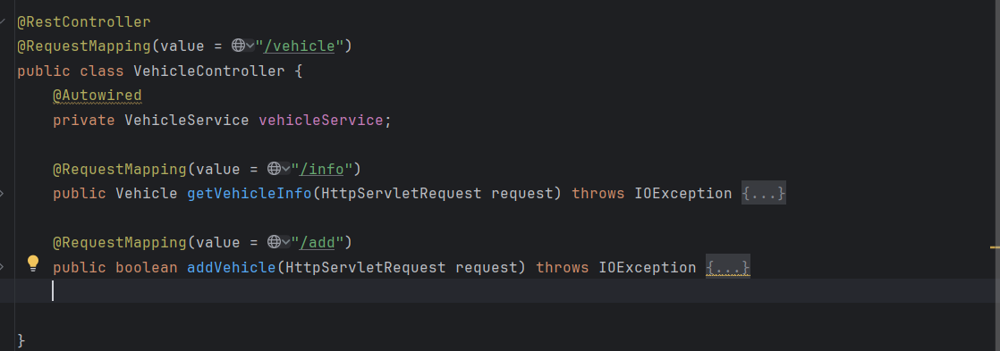 @RestController
@RequestMapping(value = "/vehicle")
public class VehicleController {
@Autowired
private VehicleService vehicleService;
@RequestMapping(value = "/info")
public Vehicle getVehicleInfo(HttpServletRequest request) throws IOException {...}
@RequestMapping(value = "/add")
public boolean addVehicle(HttpServletRequest request) throws IOException {...}
}